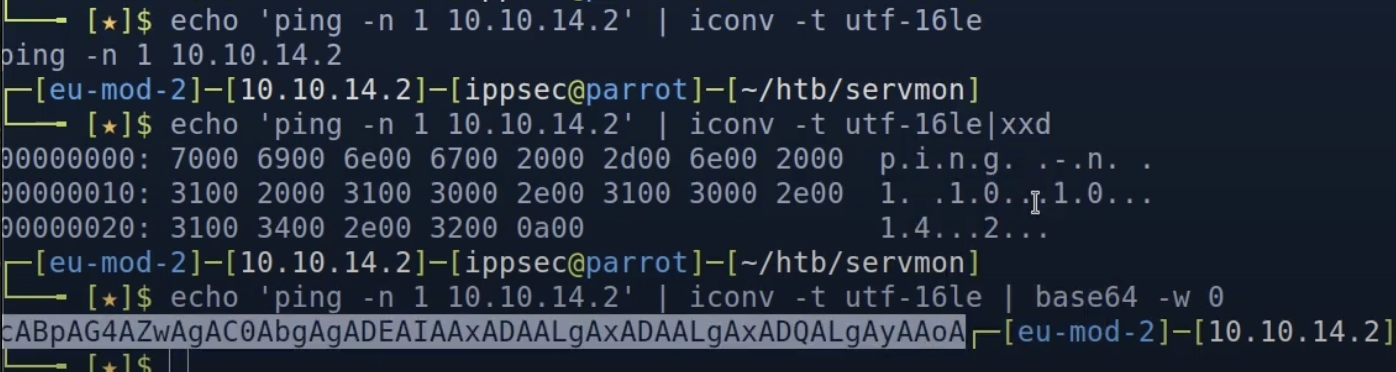 └──╼ [★]$ echo 'ping -n 1 10.10.14.2' | iconv -t utf-16le
ping -n 1 10.10.14.2
┌─[eu-mod-2]─[10.10.14.2]─[ippsec@parrot]─[~/htb/servmon]
└──╼ [★]$ echo 'ping -n 1 10.10.14.2' | iconv -t utf-16le|xxd
00000000: 7000 6900 6e00 6700 2000 2d00 6e00 2000  p.i.n.g. .-.n. .
00000010: 3100 2000 3100 3000 2e00 3100 3000 2e00  1. .1.0...1.0...
00000020: 3100 3400 2e00 3200 0a00                 1.4...2...
┌─[eu-mod-2]─[10.10.14.2]─[ippsec@parrot]─[~/htb/servmon]
└──╼ [★]$ echo 'ping -n 1 10.10.14.2' | iconv -t utf-16le | base64 -w 0
cABpAG4AZwAgAC0AbgAgADEAIAAxADAALgAxADAALgAxADQALgAyAAoA┌─[eu-mod-2]─[10.10.14.2]
└──╼ [★]$